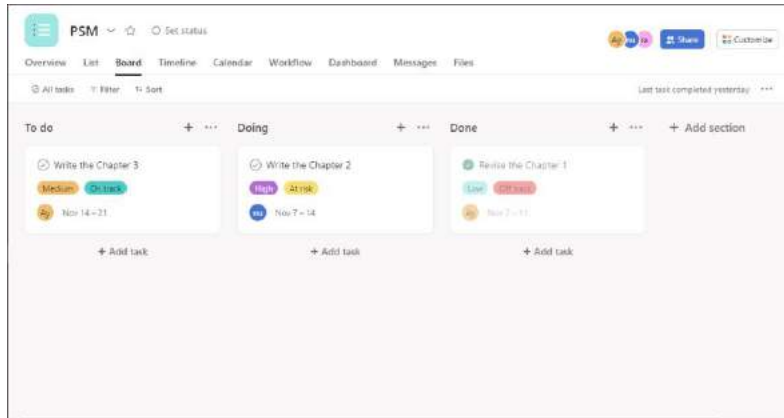 PSM Set status
Share Customize
Overview List Board Timeline Calendar Workflow Dashboard Messages Files
All tasks Filter Sort Last task completed yesterday
To do Doing Done + Add section
Write the Chapter 3
Medium On track
Ay Nov 14 – 21
+ Add task
Write the Chapter 2
High At risk
Nov 7 – 14
+ Add task
Revise the Chapter 1
Low Off track
Ay
+ Add task